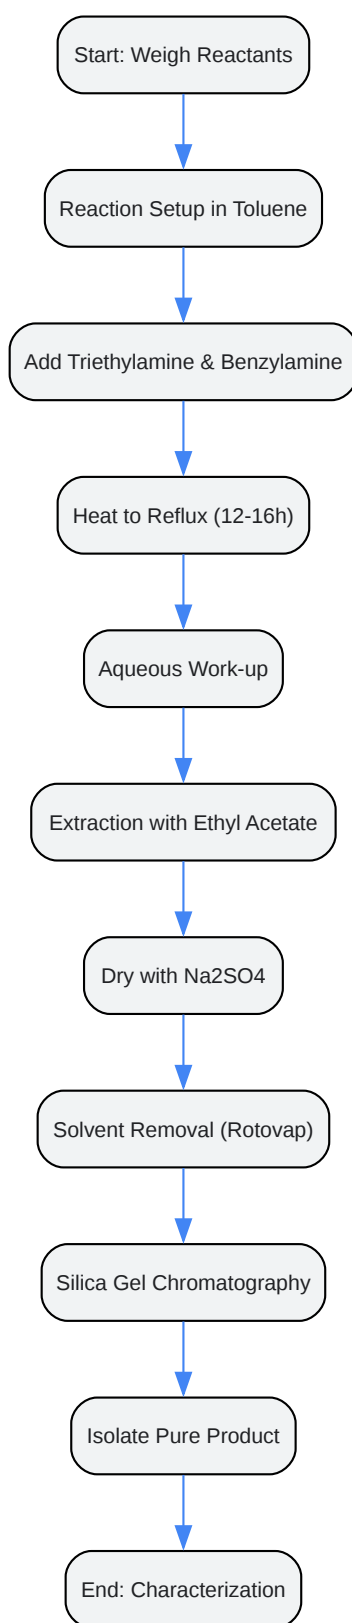 Start: Weigh Reactants
Reaction Setup in Toluene
Add Triethylamine & Benzylamine
Heat to Reflux (12-16h)
Aqueous Work-up
Extraction with Ethyl Acetate
Dry with Na2SO4
Solvent Removal (Rotovap)
Silica Gel Chromatography
Isolate Pure Product
End: Characterization